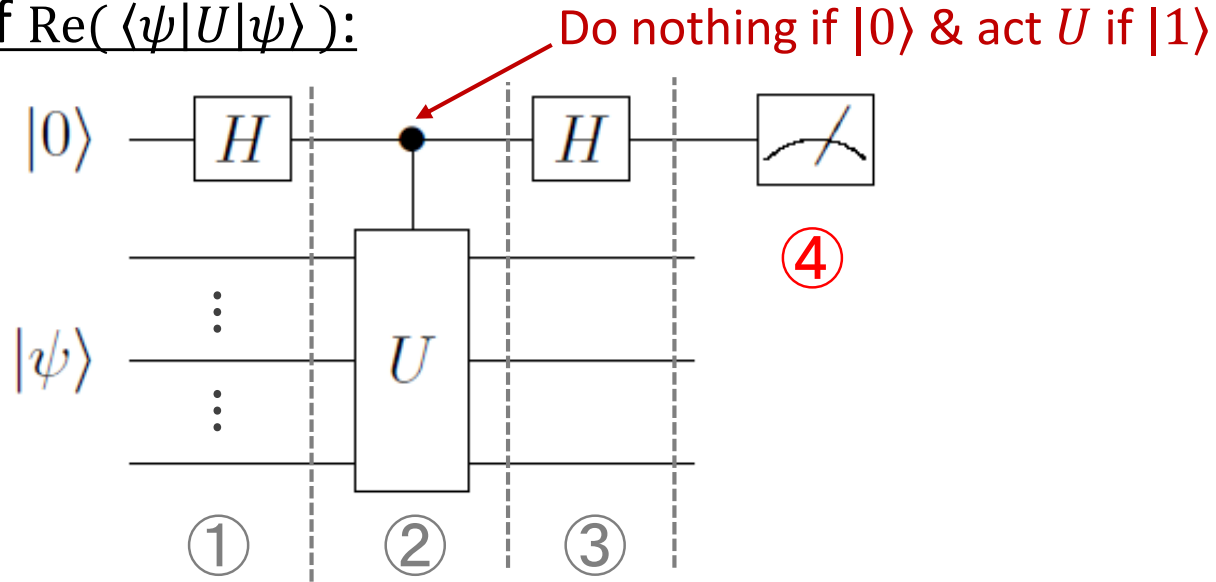 f Re( ⟨ψ|U|ψ⟩ ):
Do nothing if |0⟩ & act U if |1⟩
|0⟩ H H
④
|ψ⟩ U
① ② ③